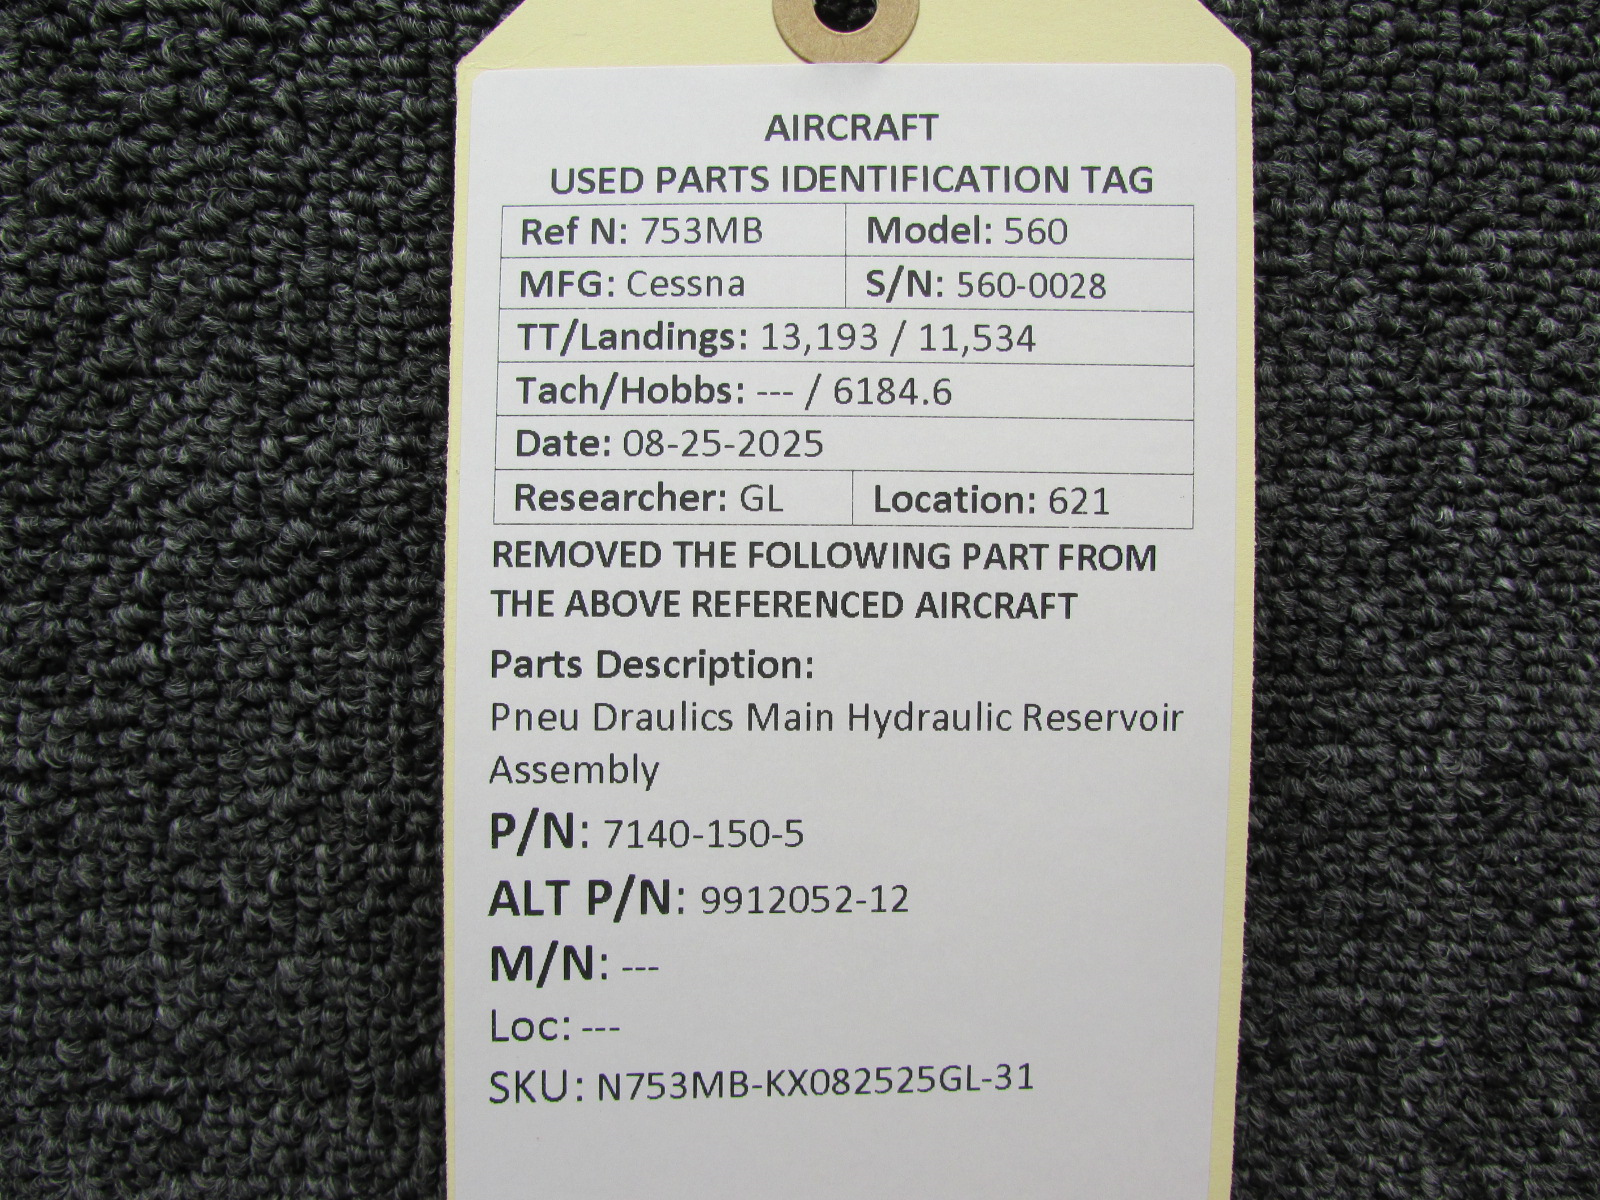 AIRCRAFT
USED PARTS IDENTIFICATION TAG
Ref N: 753MB Model: 560
MFG: Cessna S/N: 560-0028
TT/Landings: 13,193 / 11,534
Tach/Hobbs: --- / 6184.6
Date: 08-25-2025
Researcher: GL Location: 621
REMOVED THE FOLLOWING PART FROM
THE ABOVE REFERENCED AIRCRAFT
Parts Description:
Pneu Draulics Main Hydraulic Reservoir
Assembly
P/N: 7140-150-5
ALT P/N: 9912052-12
M/N: ---
Loc: ---
SKU: N753MB-KX082525GL-31